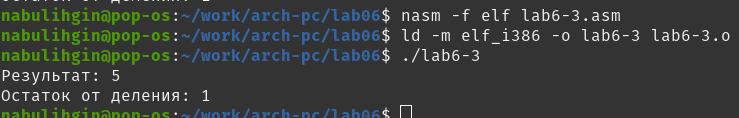 nabulihgin@pop-os:~/work/arch-pc/lab06$ nasm -f elf lab6-3.asm
nabulihgin@pop-os:~/work/arch-pc/lab06$ ld -m elf_i386 -o lab6-3 lab6-3.o
nabulihgin@pop-os:~/work/arch-pc/lab06$ ./lab6-3
Результат: 5
Остаток от деления: 1
nabulihgin@pop-os:~/work/arch-pc/lab06$